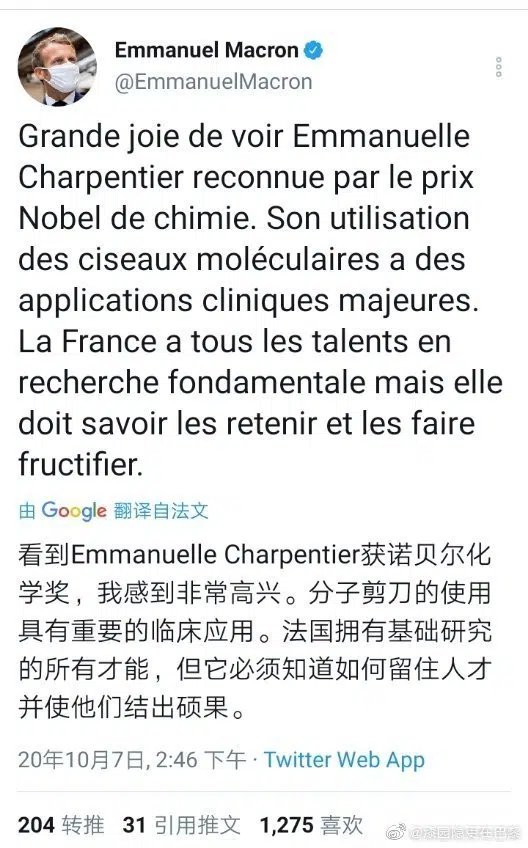 Emmanuel Macron
@EmmanuelMacron
Grande joie de voir Emmanuelle
Charpentier reconnue par le prix
Nobel de chimie. Son utilisation
des ciseaux moléculaires a des
applications cliniques majeures.
La France a tous les talents en
recherche fondamentale mais elle
doit savoir les retenir et les faire
fructifier.
由 Google 翻译自法文
看到Emmanuelle Charpentier获诺贝尔化
学奖，我感到非常高兴。分子剪刀的使用
具有重要的临床应用。法国拥有基础研究
的所有才能，但它必须知道如何留住人才
并使他们结出硕果。
20年10月7日, 2:46 下午 · Twitter Web App
204 转推 31 引用推文 1,275 喜欢